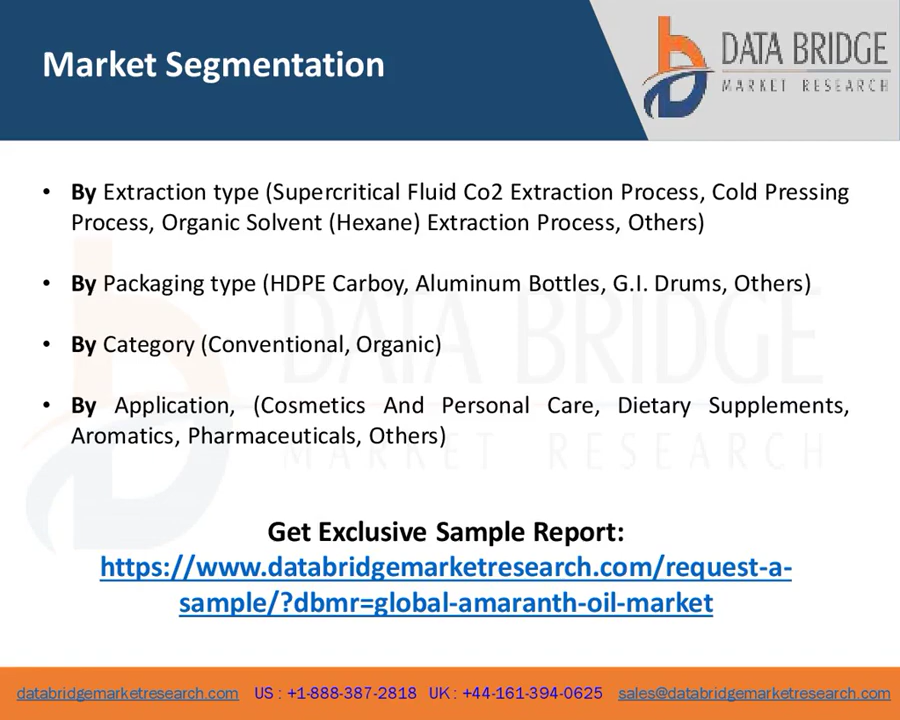 Market Segmentation
DATA BRIDGE
MARKET RESEARCH
• By Extraction type (Supercritical Fluid Co2 Extraction Process, Cold Pressing
Process, Organic Solvent (Hexane) Extraction Process, Others)
• By Packaging type (HDPE Carboy, Aluminum Bottles, G.I. Drums, Others)
• By Category (Conventional, Organic)
• By Application, (Cosmetics And Personal Care, Dietary Supplements,
Aromatics, Pharmaceuticals, Others)
DATA BRIDGE
MARKET RESEARCH
Get Exclusive Sample Report:
https://www.databridgemarketresearch.com/request-a-
sample/?dbmr=global-amaranth-oil-market
databridgemarketresearch.com US : +1-888-387-2818 UK : +44-161-394-0625 sales@databridgemarketresearch.com